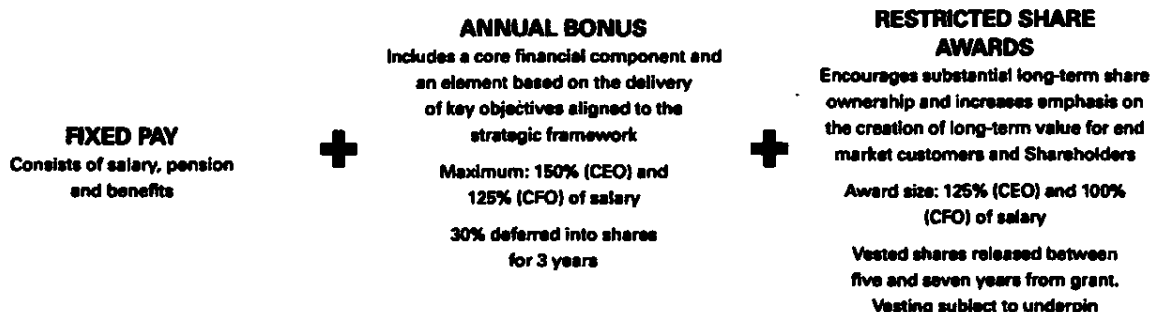 FIXED PAY
Consists of salary, pension
and benefits
ANNUAL BONUS
Includes a core financial component and
an element based on the delivery
of key objectives aligned to the
strategic framework
Maximum: 150% (CEO) and
125% (CFO) of salary
30% deferred into shares
for 3 years
RESTRICTED SHARE
AWARDS
Encourages substantial long-term share
ownership and increases emphasis on
the creation of long-term value for end
market customers and Shareholders
Award size: 125% (CEO) and 100%
(CFO) of salary
Vested shares released between
five and seven years from grant.
Vesting subject to underpin